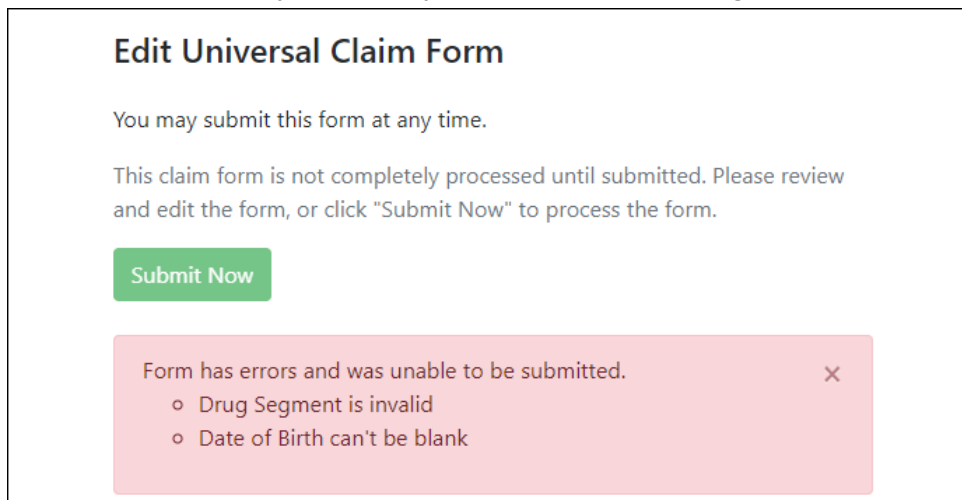 Edit Universal Claim Form
You may submit this form at any time.
This claim form is not completely processed until submitted. Please review
and edit the form, or click "Submit Now" to process the form.
Submit Now
Form has errors and was unable to be submitted.
Drug Segment is invalid
Date of Birth can't be blank